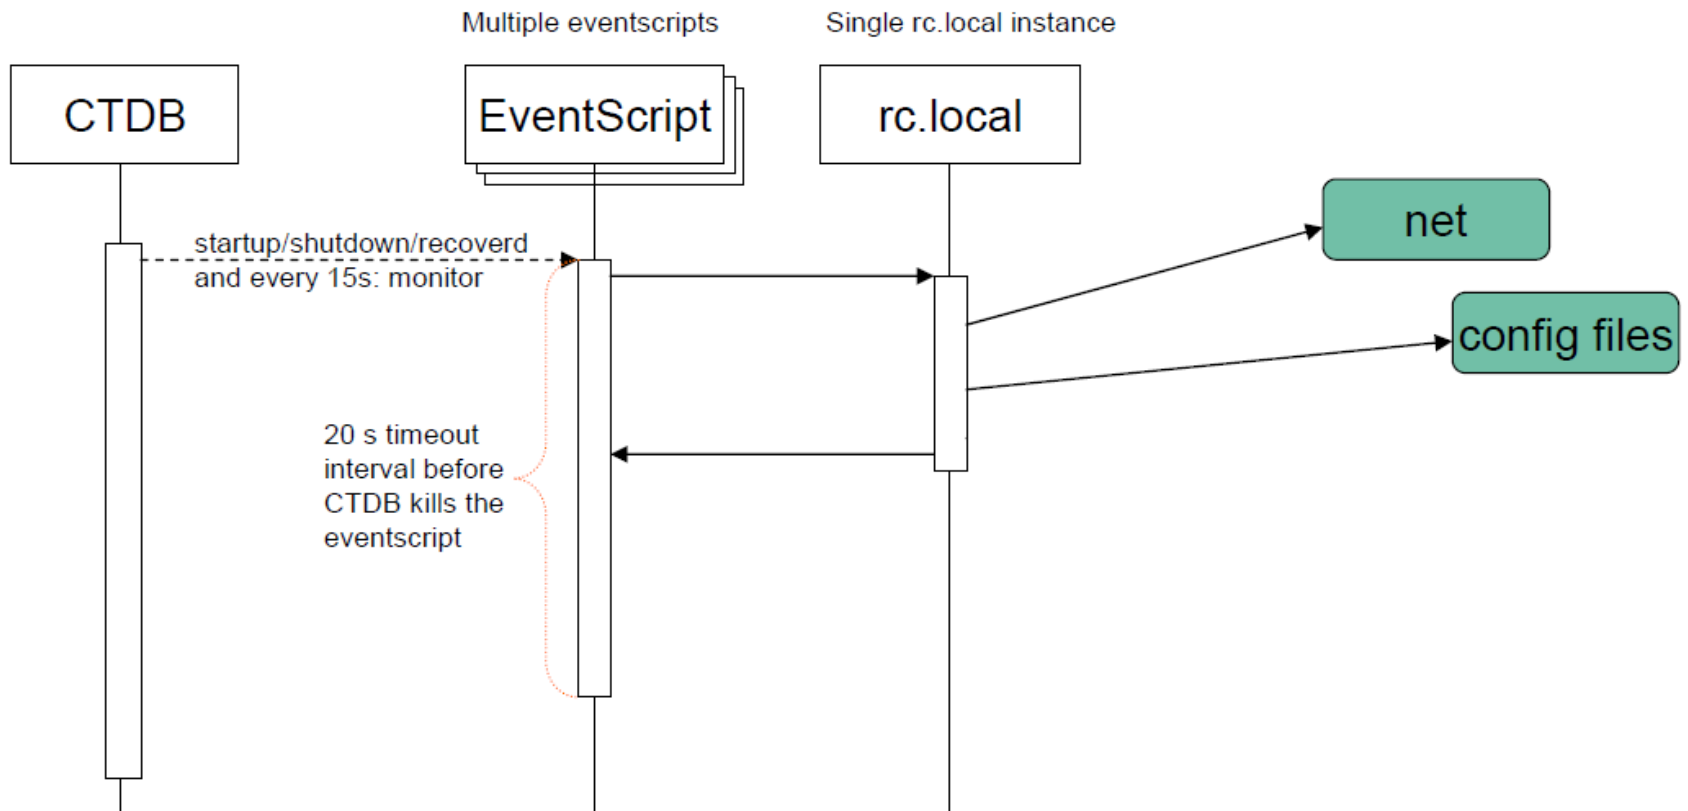 Multiple eventscripts
Single rc.local instance
CTDB
EventScript
rc.local
net
startup/shutdown/recoverd
and every 15s: monitor
config files
20 s timeout
interval before
CTDB kills the
eventscript